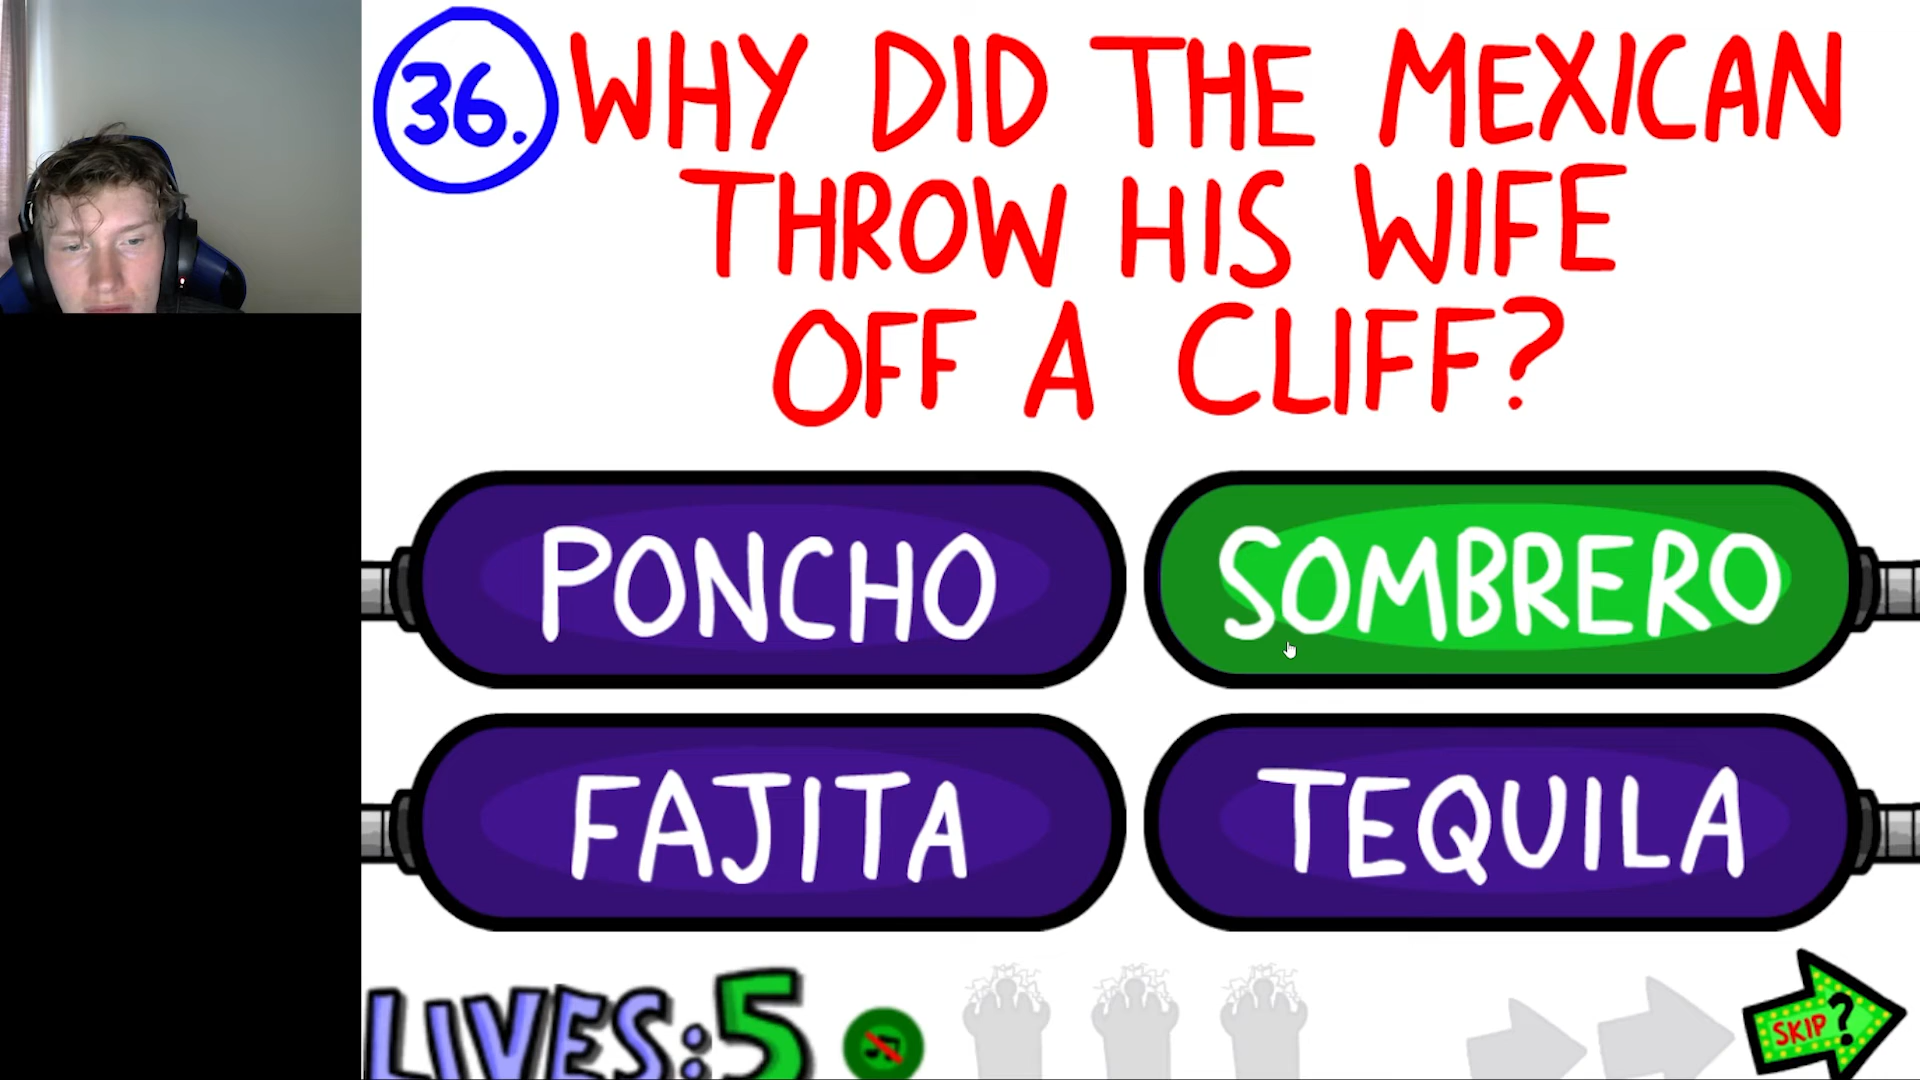 36. WHY DID THE MEXICAN
THROW HIS WIFE
OFF A CLIFF?
PONCHO
SOMBRERO
FAJITA
TEQUILA
LIVES:5
SKIP?